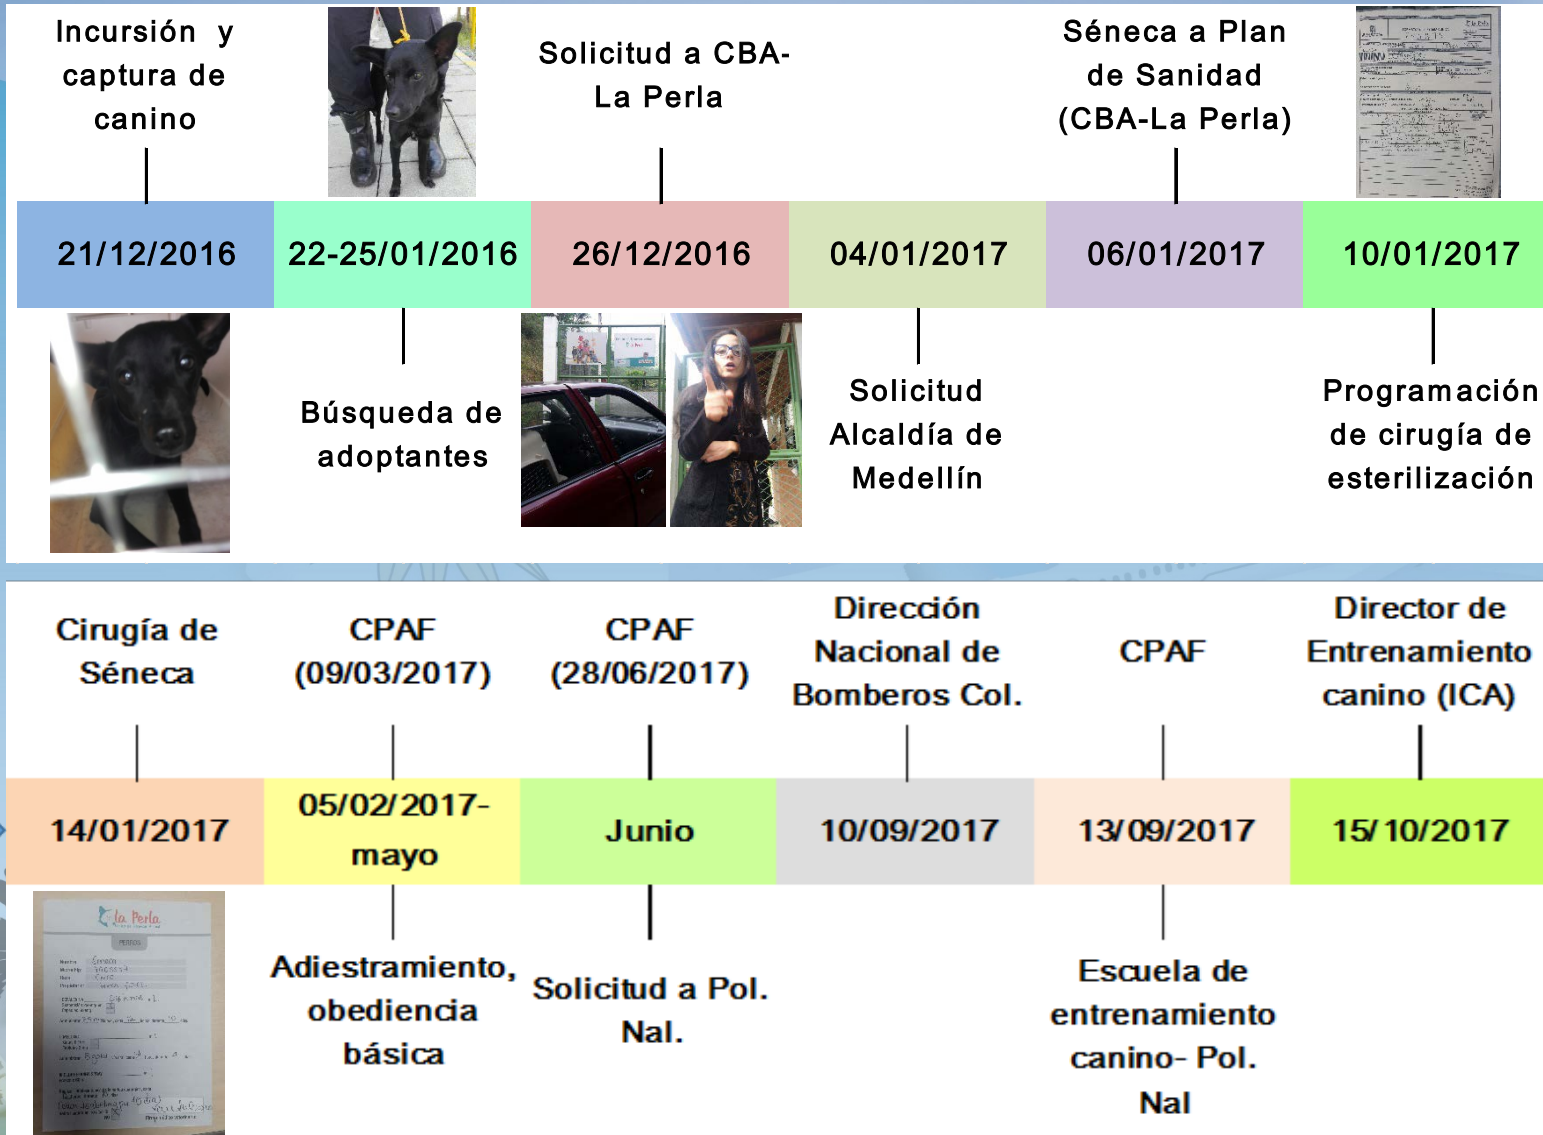 Incursión y
captura de
canino
Solicitud a CBA-
La Perla
Séneca a Plan
de Sanidad
(CBA-La Perla)
21/12/2016
22-25/01/2016
26/12/2016
04/01/2017
06/01/2017
10/01/2017
Búsqueda de
adoptantes
Solicitud
Alcaldía de
Medellín
Programación
de cirugía de
esterilización
Cirugía de
Séneca
CPAF
(09/03/2017)
CPAF
(28/06/2017)
Dirección
Nacional de
Bomberos Col.
CPAF
Director de
Entrenamiento
canino (ICA)
14/01/2017
05/02/2017-
mayo
Junio
10/09/2017
13/09/2017
15/10/2017
la Perla
PERROS
Adiestramiento,
obediencia
básica
Solicitud a Pol.
Nal.
Escuela de
entrenamiento
canino- Pol.
Nal